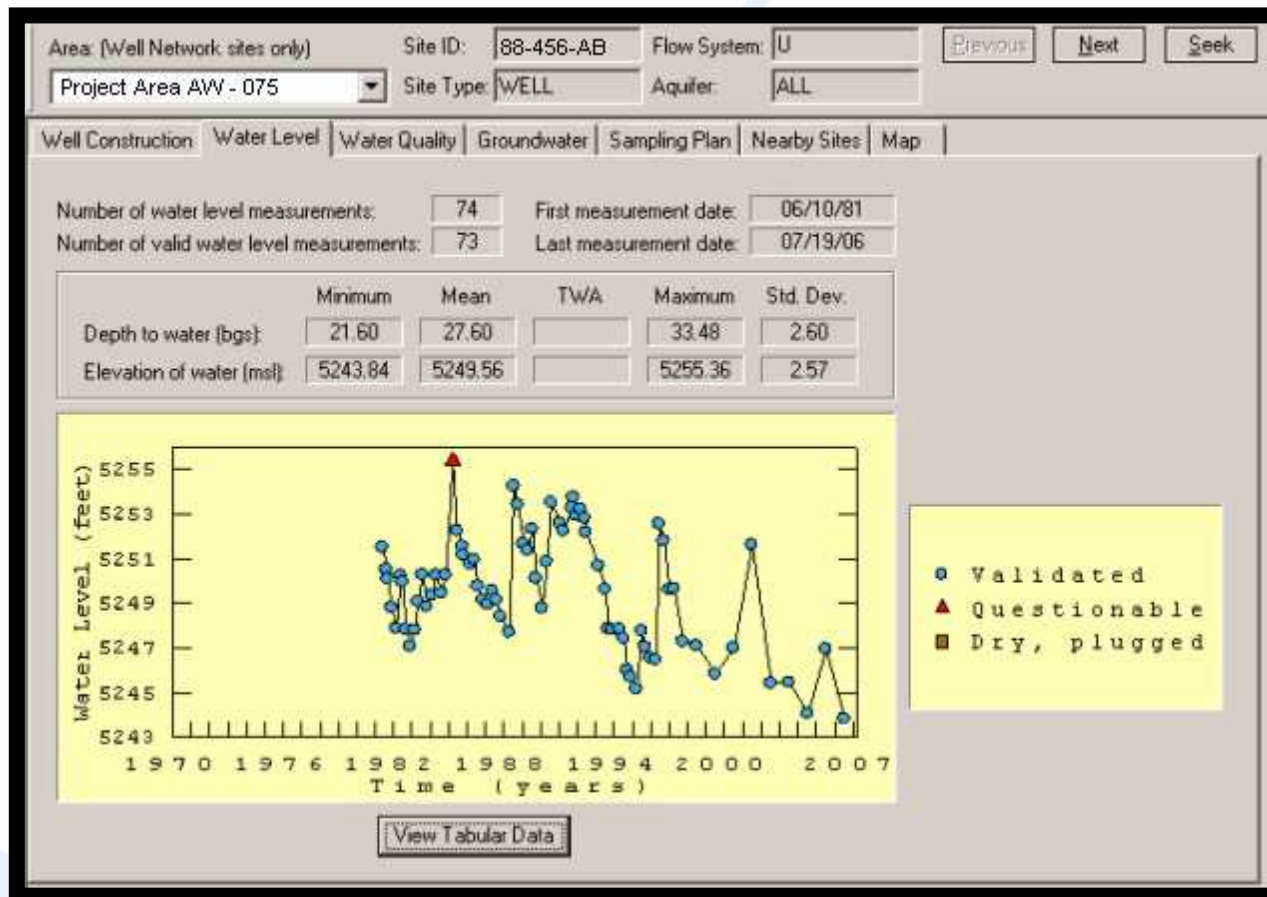 Area: (Well Network sites only) Site ID: 88-456-AB Flow System: U Previous Next Seek
Project Area AW - 075 Site Type: WELL Aquifer: ALL
Well Construction Water Level Water Quality Groundwater Sampling Plan Nearby Sites Map
Number of water level measurements: 74 First measurement date: 06/10/81
Number of valid water level measurements: 73 Last measurement date: 07/19/06
Minimum Mean TWA Maximum Std. Dev.
Depth to water (bgs): 21.60 27.60 33.48 2.60
Elevation of water (msl): 5243.84 5249.56 5255.36 2.57
Water Level (feet)
5255
5253
5251
5249
5247
5245
5243
1970 1976 1982 1988 1994 2000 2007
Time (years)
Validated
Questionable
Dry, plugged
View Tabular Data